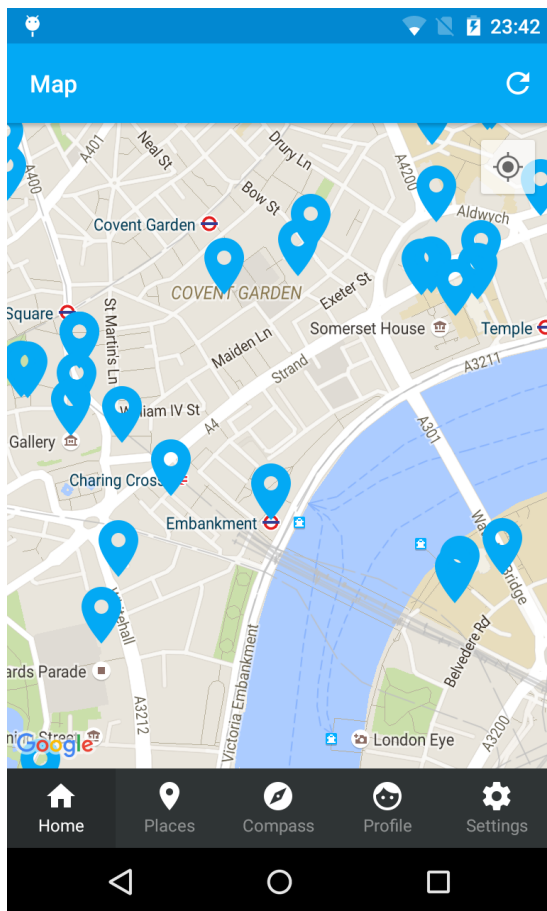 23:42
Map
A401
Neal St
Drury Ln
A4200
A400
Bow St
Aldwych
Covent Garden
COVENT GARDEN
Exeter St
Square
St Martin's Ln
Maiden Ln
Somerset House
Temple
Strand
A3211
William IV St
A4
A301
Gallery
Charing Cross
Embankment
Bridge
Whitehall
Belvedere Rd
ards Parade
Victoria Embankment
A3212
A3200
London Eye
Street
Google
Home
Places
Compass
Profile
Settings